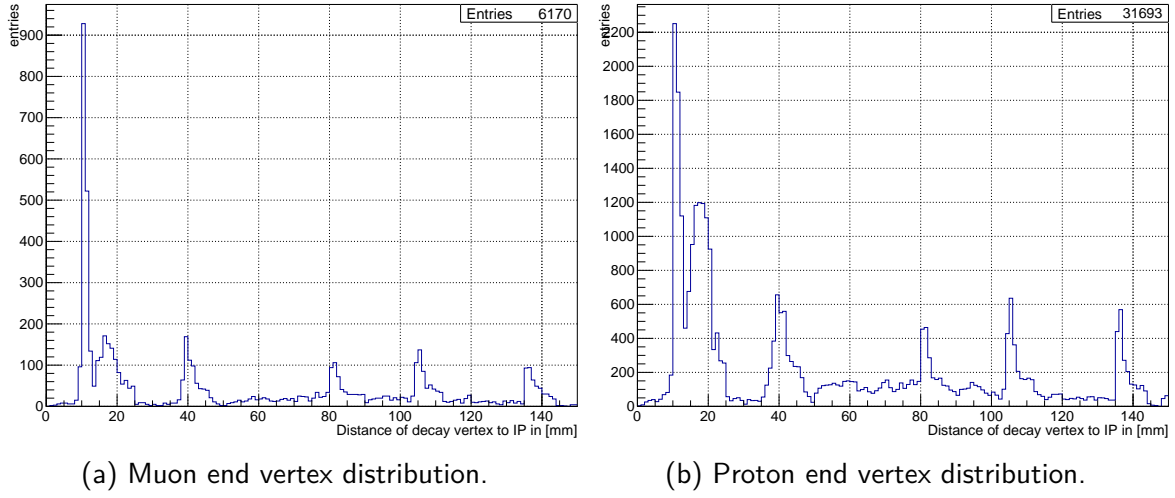 Entries 6170
entries
900
800
700
600
500
400
300
200
100
0
0 20 40 60 80 100 120 140
Distance of decay vertex to IP in [mm]
(a) Muon end vertex distribution.
Entries 31693
entries
2200
2000
1800
1600
1400
1200
1000
800
600
400
200
0
0 20 40 60 80 100 120 140
Distance of decay vertex to IP in [mm]
(b) Proton end vertex distribution.